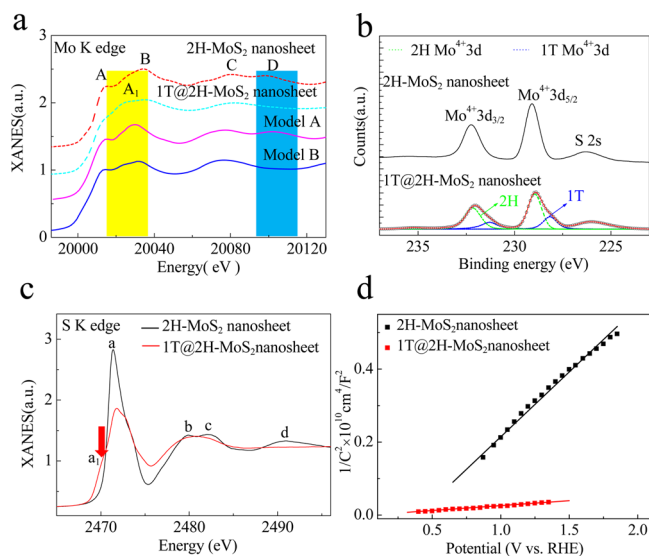 a
Mo K edge
2H-MoS₂ nanosheet
A
B
C
D
A₁
1T@2H-MoS₂ nanosheet
Model A
Model B
XANES(a.u.)
3
2
1
0
20000
20040
20080
20120
Energy( eV )
b
2H Mo⁴⁺3d
1T Mo⁴⁺3d
2H-MoS₂ nanosheet
Mo⁴⁺3d₃/₂
Mo⁴⁺3d₅/₂
S 2s
1T@2H-MoS₂ nanosheet
2H
1T
Counts(a.u.)
235
230
225
Binding energy (eV)
c
S K edge
2H-MoS₂ nanosheet
1T@2H-MoS₂nanosheet
a
a₁
b
c
d
XANES(a.u.)
3
2
1
0
2470
2480
2490
Energy (eV)
d
2H-MoS₂nanosheet
1T@2H-MoS₂nanosheet
1/C²×10¹⁰cm⁴/F²
0.4
0.2
0.0
0.5
1.0
1.5
2.0
Potential (V vs. RHE)